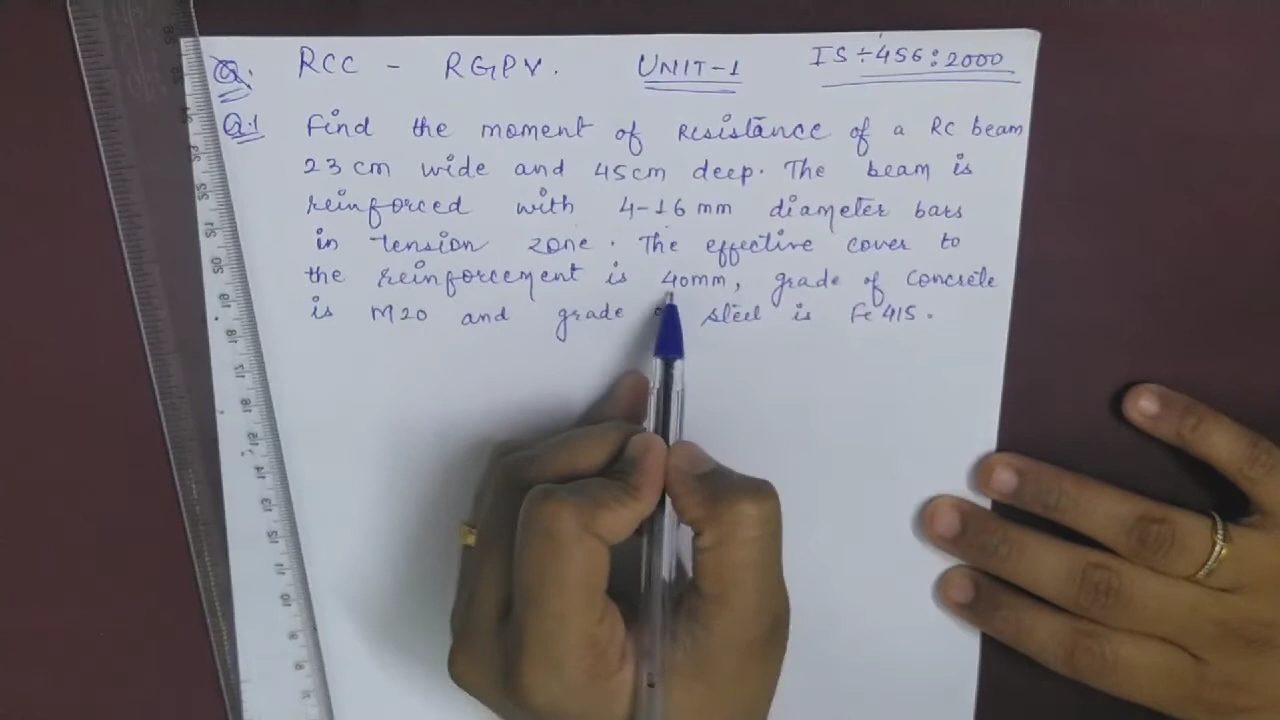 Q. RCC - RGPV. UNIT-1 IS÷456:2000
Q.1 Find the moment of resistance of a RC beam
23 cm wide and 45cm deep. The beam is
reinforced with 4-16 mm diameter bars
in tension zone. The effective cover to
the reinforcement is 40mm, grade of concrete
is M20 and grade steel is Fe 415.